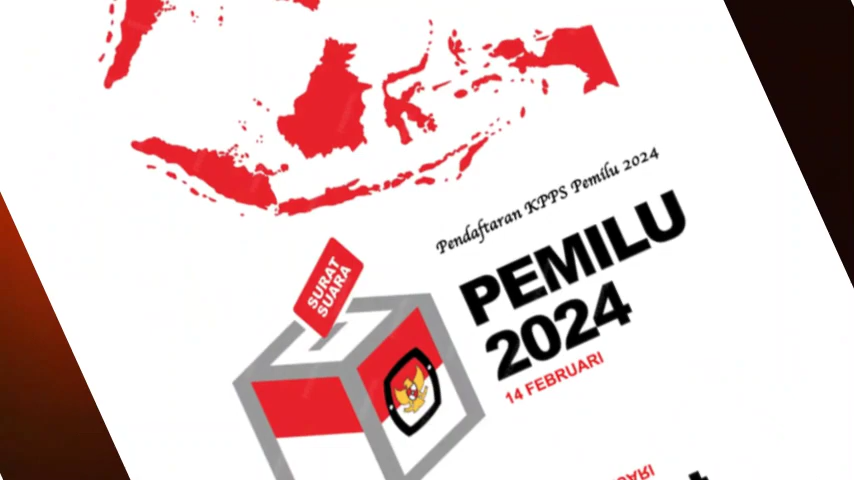 Pendaftaran KPPS Pemilu 2024
PEMILU
2024
14 FEBRUARI
SURAT
SUARA